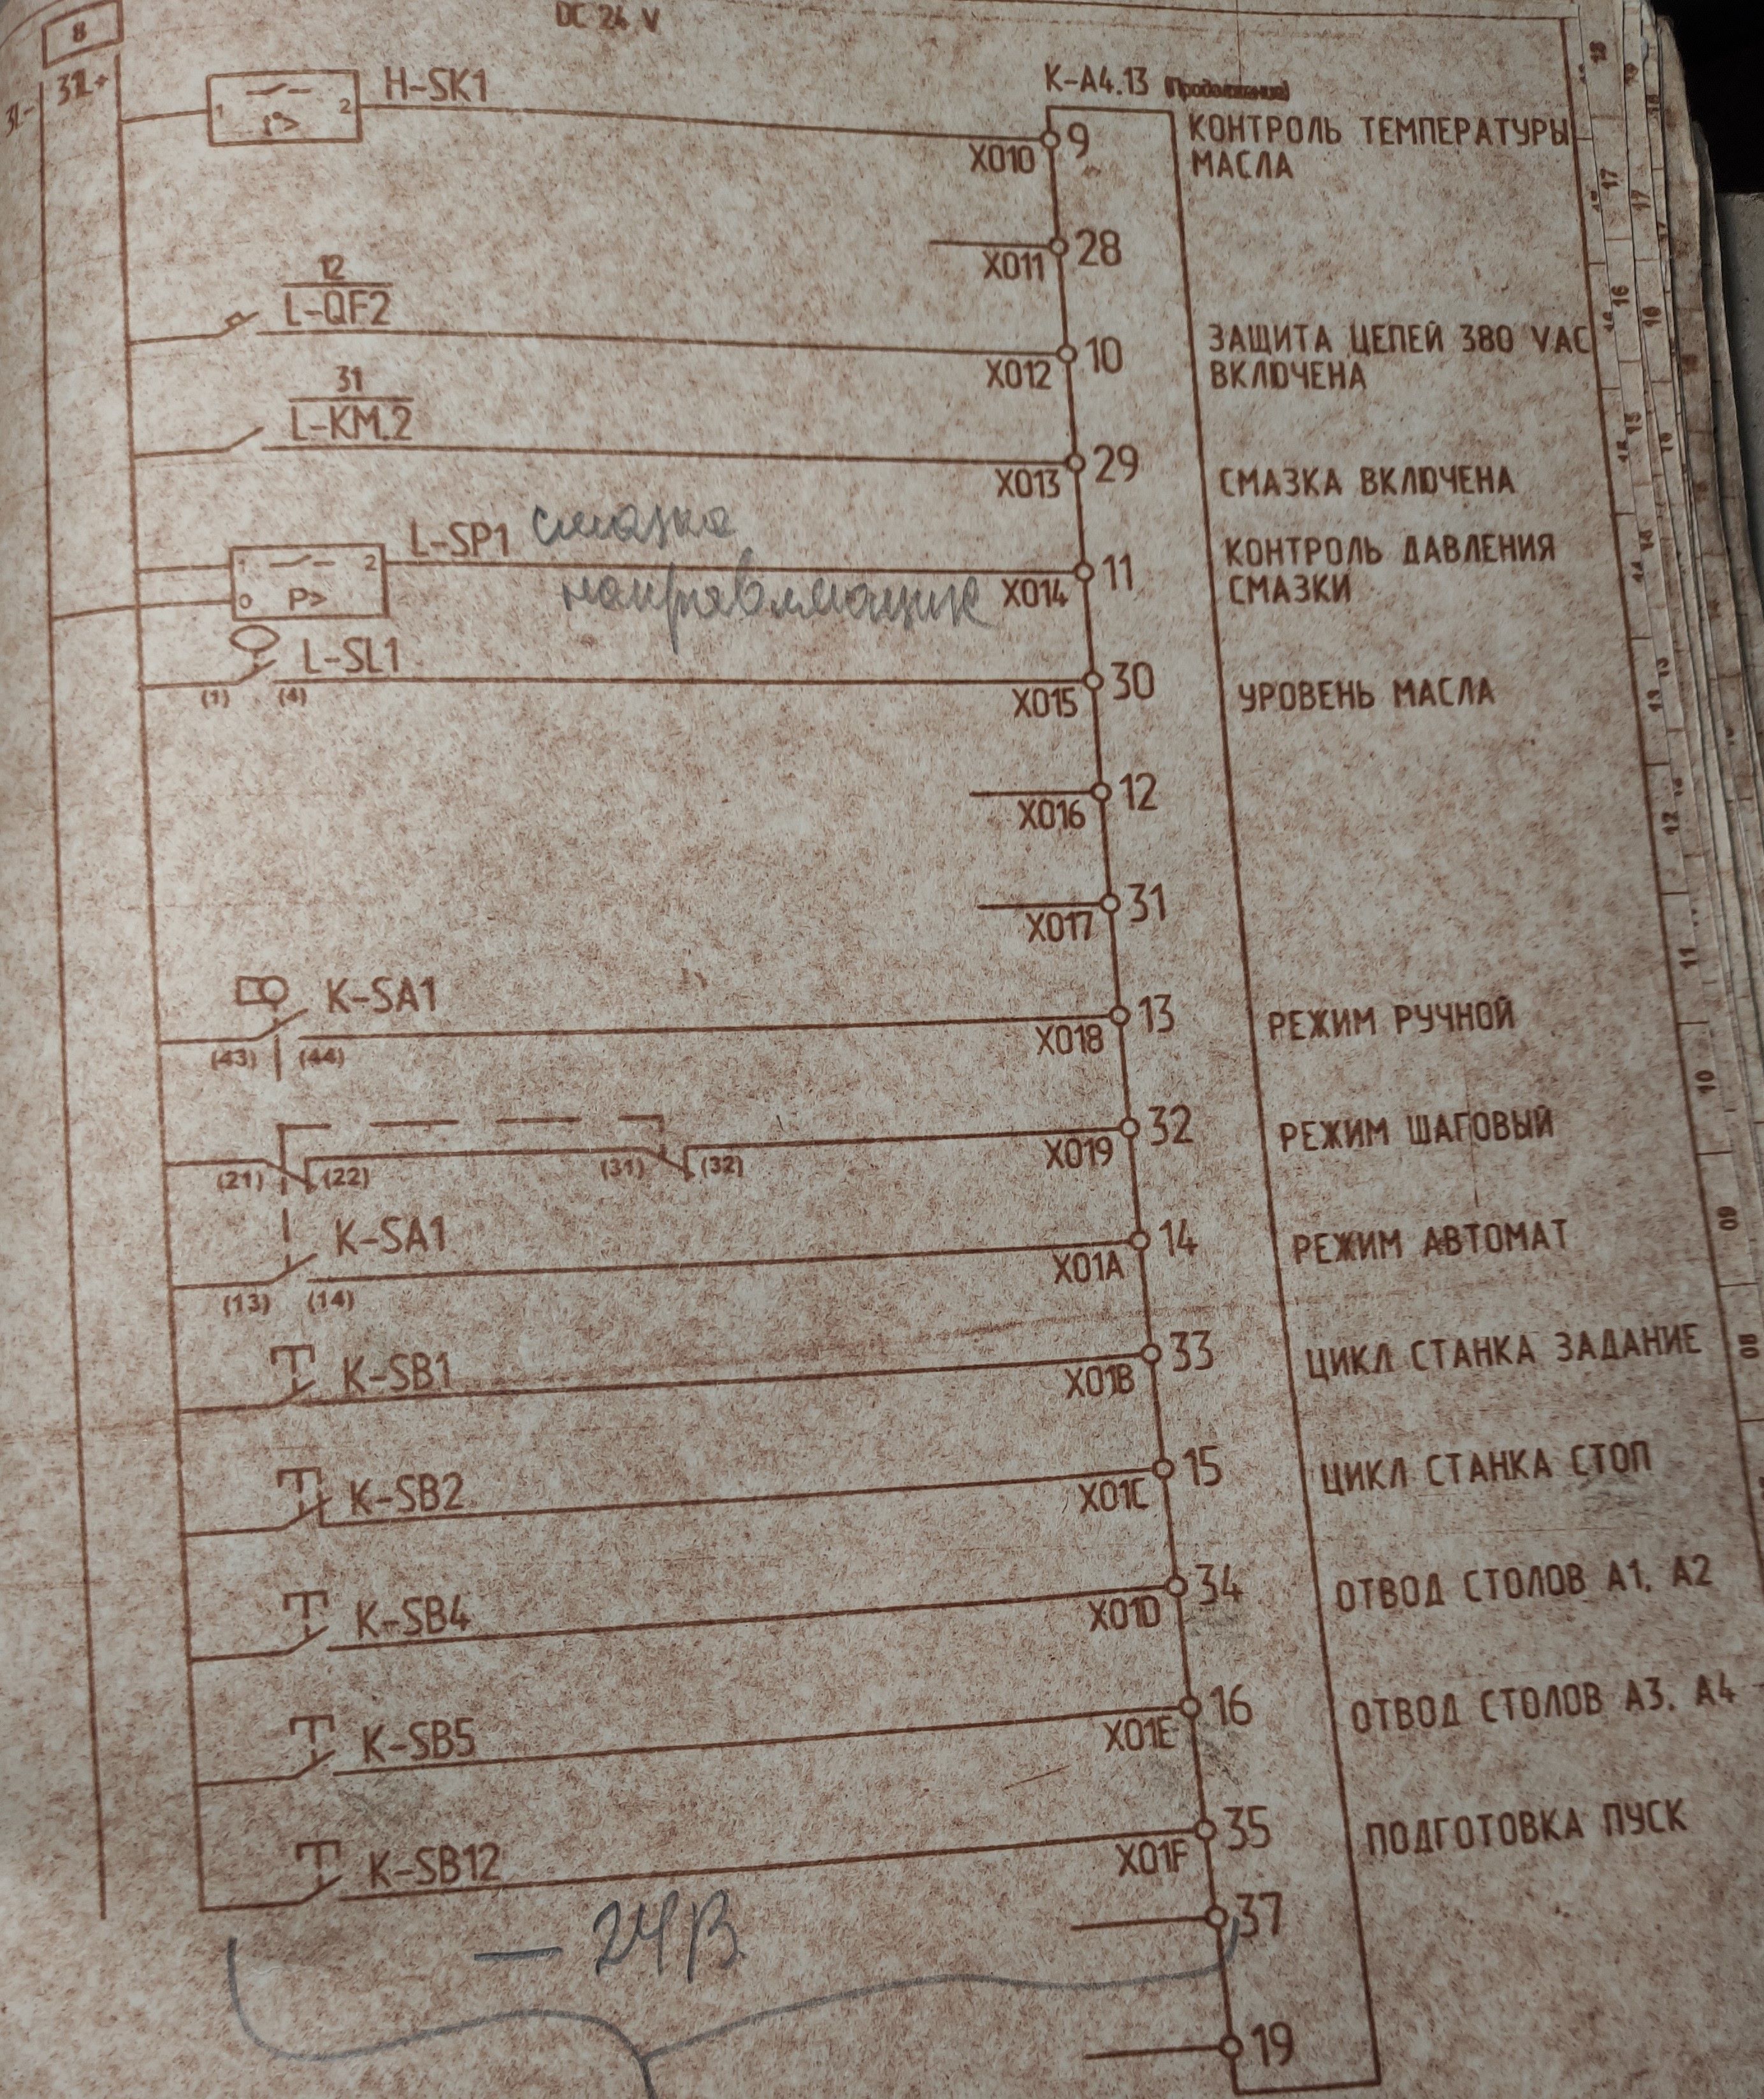 DC 24 V
8
31-
31+
H-SK1
1 2
t°>
K-A4.13 (Продолжение)
9
X010
КОНТРОЛЬ ТЕМПЕРАТУРЫ
МАСЛА
28
X011
12
L-QF2
10
X012
ЗАЩИТА ЦЕПЕЙ 380 VAC
ВКЛЮЧЕНА
31
L-KM.2
29
X013
СМАЗКА ВКЛЮЧЕНА
L-SP1 смазка
направляющие
1 2
0 P>
11
X014
КОНТРОЛЬ ДАВЛЕНИЯ
СМАЗКИ
L-SL1
(1) (4)
30
X015
УРОВЕНЬ МАСЛА
12
X016
31
X017
K-SA1
(43) (44)
13
X018
РЕЖИМ РУЧНОЙ
(21) (22) (31) (32)
32
X019
РЕЖИМ ШАГОВЫЙ
K-SA1
(13) (14)
14
X01A
РЕЖИМ АВТОМАТ
K-SB1
33
X01B
ЦИКЛ СТАНКА ЗАДАНИЕ
K-SB2
15
X01C
ЦИКЛ СТАНКА СТОП
K-SB4
34
X01D
ОТВОД СТОЛОВ А1, А2
K-SB5
16
X01E
ОТВОД СТОЛОВ А3, А4
K-SB12
35
X01F
ПОДГОТОВКА ПУСК
37
— 24В
19